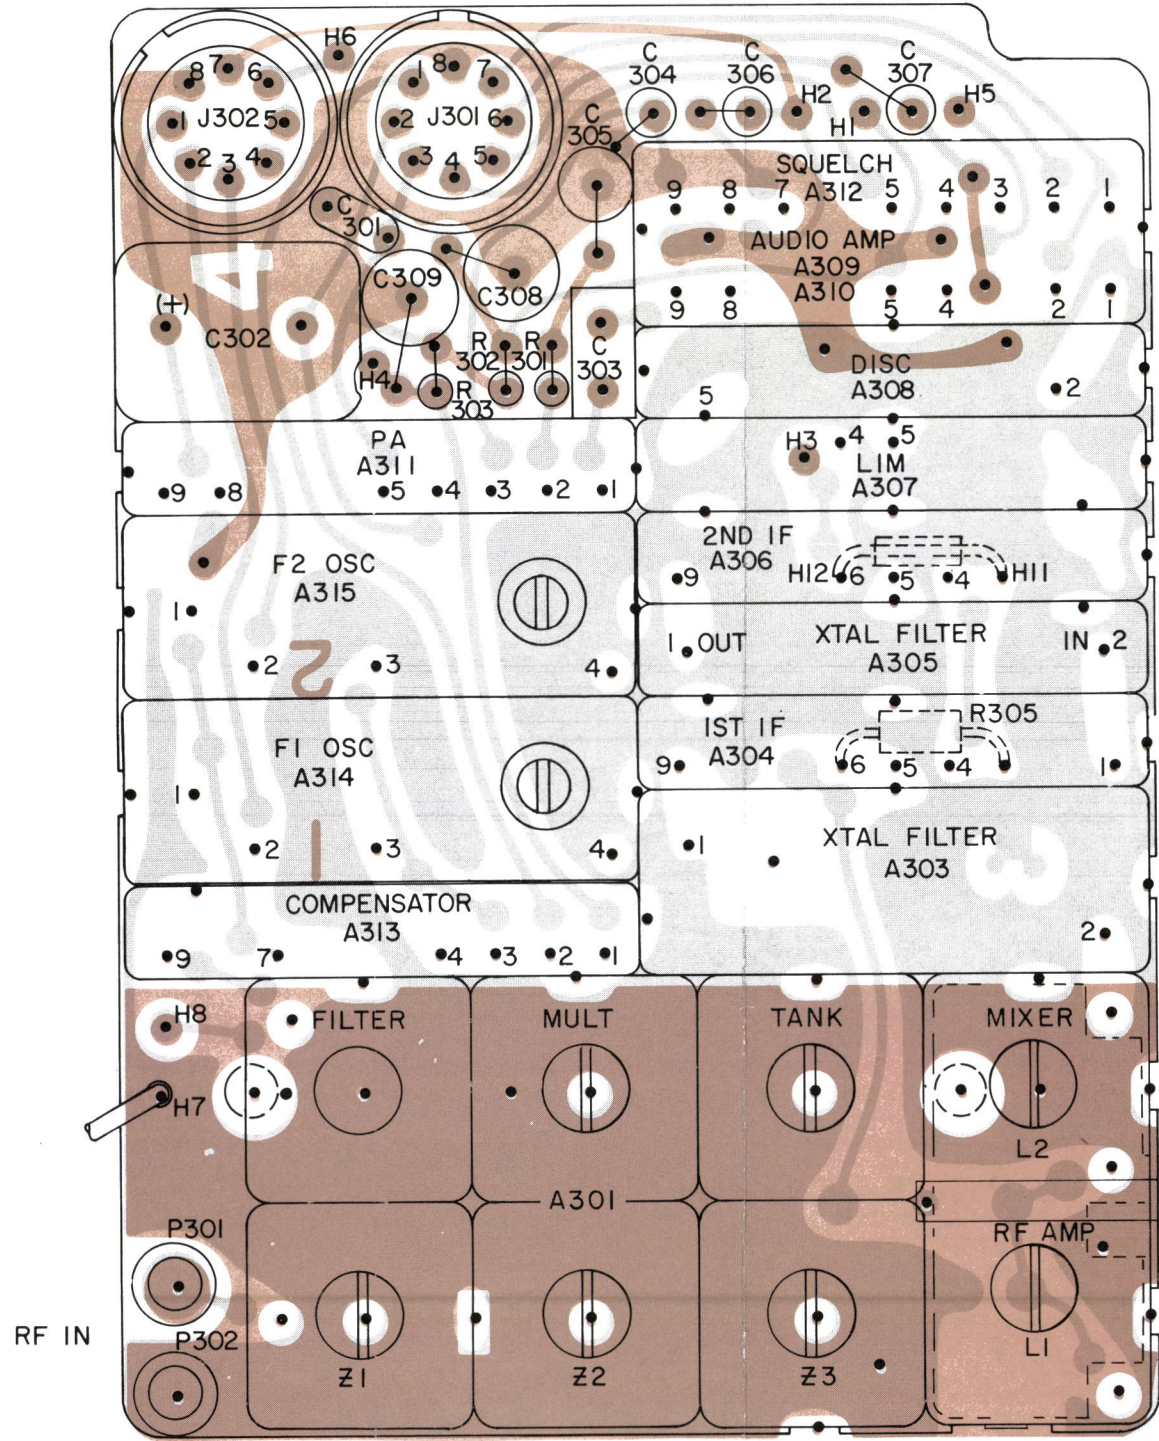 H6
C
304
C
306
C
307
8 7 6
1 J302 5
2 3 4
1 8 7
2 J301 6
3 4 5
C
305
H2
H1
H5
C
301
SQUELCH
A312
9 8 7 5 4 3 2 1
AUDIO AMP
A309
A310
9 8 5 4 2 1
4
(+)
C302
C309
C308
H4
R
302
R
301
R
303
C
303
DISC
A308
5
2
PA
A311
9 8 5 4 3 2 1
H3
4 5
LIM
A307
F2 OSC
A315
1
2
3
4
2
2ND IF
A306
9 H12 6 5 4 H11
1 OUT
XTAL FILTER
A305
IN 2
F1 OSC
A314
1
2
3
4
1
1ST IF
A304
R305
9 6 5 4 1
XTAL FILTER
A303
1
3
2
COMPENSATOR
A313
9 7 4 3 2 1
H8
H7
FILTER
MULT
TANK
MIXER
L2
A301
P301
RF AMP
RF IN
P302
Z1
Z2
Z3
L1